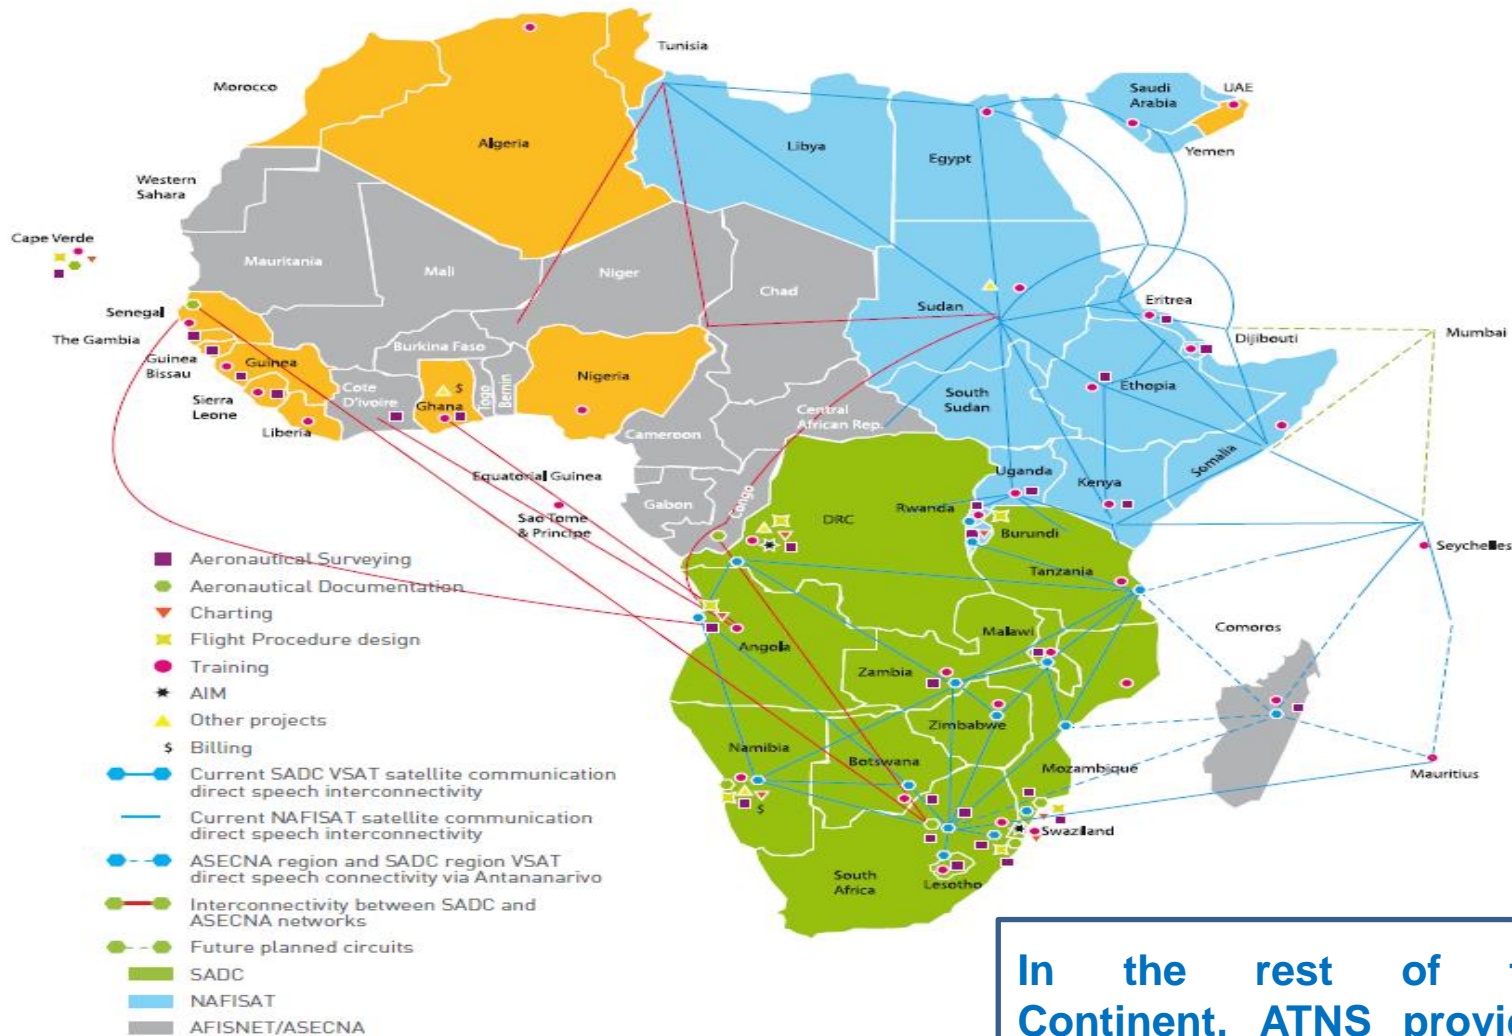 Tunisia
Morocco
Algeria
Libya
Egypt
Saudi
Arabia
UAE
Yemen
Western
Sahara
Cape Verde
Mauritania
Mali
Niger
Chad
Sudan
Eritrea
Senegal
The Gambia
Guinea
Bissau
Guinea
Burkina Faso
Djibouti
Mumbai
Sierra
Leone
Cote
D'ivoire
Ghana
$
Togo
Bernin
Nigeria
South
Sudan
Ethopia
Liberia
Cameroon
Central
African Rep.
Somalia
Equatorial Guinea
Uganda
Kenya
Gabon
Congo
DRC
Rwanda
Sao Tome
& Principe
Burundi
Seychelles
Tanzania
Comoros
Malawi
Angola
Zambia
Zimbabwe
Namibia
Botswana
Mozambique
Mauritius
$
Swaziland
South
Africa
Lesotho
Aeronautical Surveying
Aeronautical Documentation
Charting
Flight Procedure design
Training
AIM
Other projects
$ Billing
Current SADC VSAT satellite communication
direct speech interconnectivity
Current NAFISAT satellite communication
direct speech interconnectivity
ASECNA region and SADC region VSAT
direct speech connectivity via Antananarivo
Interconnectivity between SADC and
ASECNA networks
Future planned circuits
SADC
NAFISAT
AFISNET/ASECNA
In the rest of
Continent, ATNS